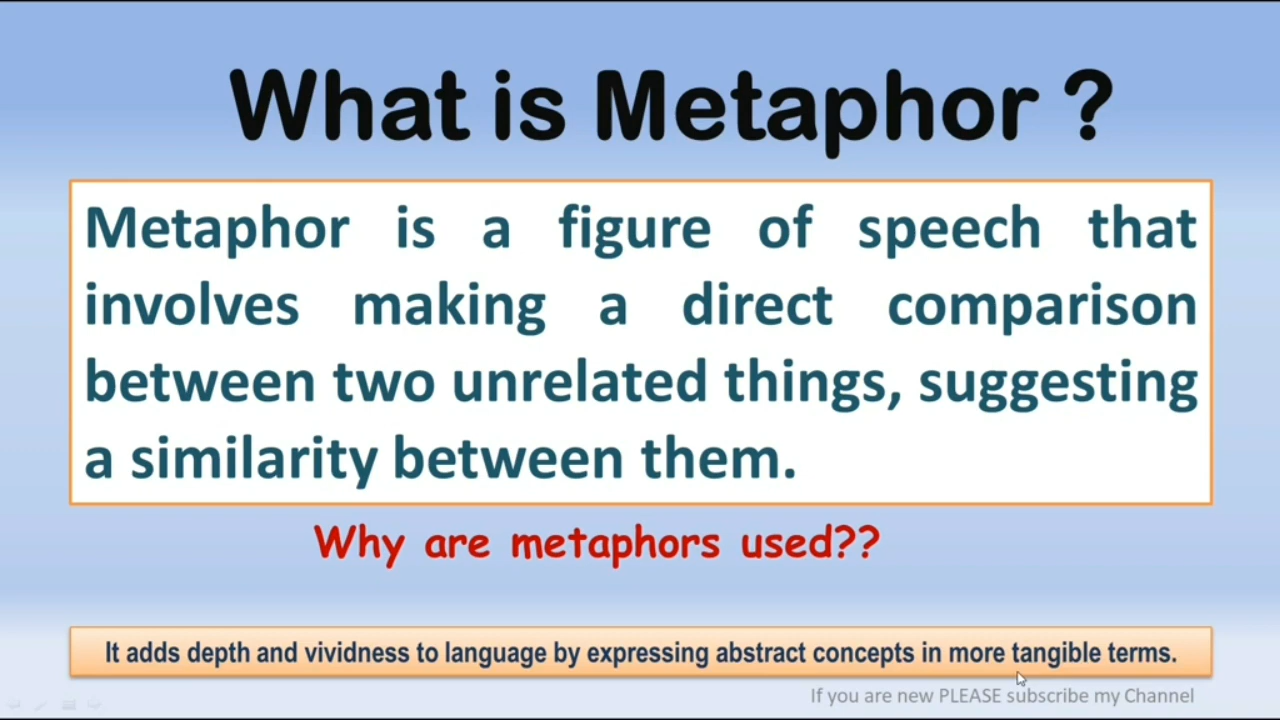 What is Metaphor ?
Metaphor is a figure of speech that
involves making a direct comparison
between two unrelated things, suggesting
a similarity between them.
Why are metaphors used??
It adds depth and vividness to language by expressing abstract concepts in more tangible terms.
If you are new PLEASE subscribe my Channel